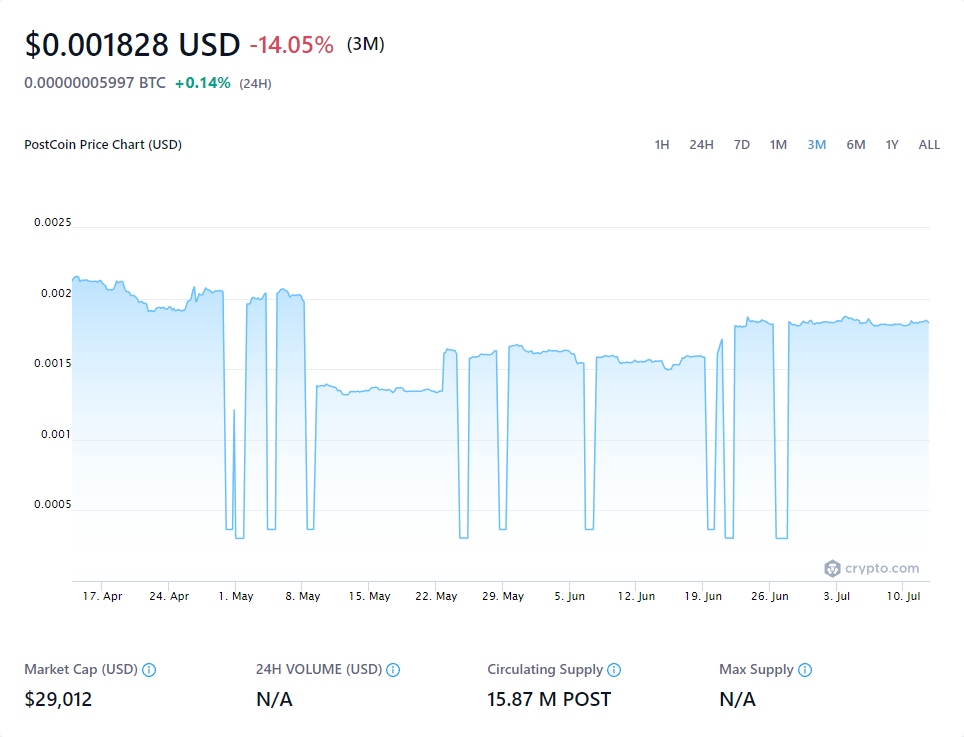 $0.001828 USD -14.05% (3M)
0.00000005997 BTC +0.14% (24H)
PostCoin Price Chart (USD) 1H 24H 7D 1M 3M 6M 1Y ALL
0.0025
0.002
0.0015
0.001
0.0005
crypto.com
17. Apr 24. Apr 1. May 8. May 15. May 22. May 29. May 5. Jun 12. Jun 19. Jun 26. Jun 3. Jul 10. Jul
Market Cap (USD) 24H VOLUME (USD) Circulating Supply Max Supply
$29,012 N/A 15.87 M POST N/A